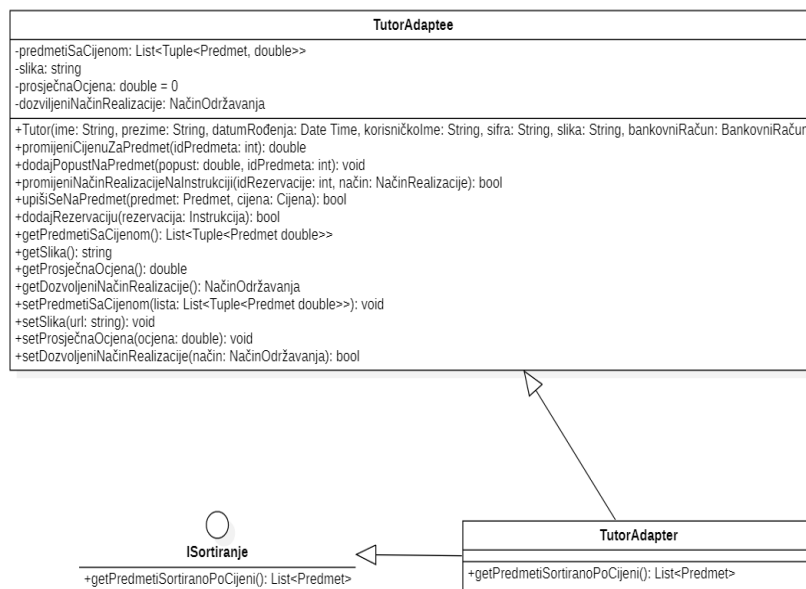 TutorAdaptee
-predmetiSaCijenom: List<Tuple<Predmet, double>>
-slika: string
-prosječnaOcjena: double = 0
-dozviljeniNačinRealizacije: NačinOdržavanja
+Tutor(ime: String, prezime: String, datumRođenja: Date Time, korisničkoIme: String, sifra: String, slika: String, bankovniRačun: BankovniRačun
+promijeniCijenuZaPredmet(idPredmeta: int): double
+dodajPopustNaPredmet(popust: double, idPredmeta: int): void
+promijeniNačinRealizacijeNaInstrukciji(idRezervacije: int, način: NačinRealizacije): bool
+upišiSeNaPredmet(predmet: Predmet, cijena: Cijena): bool
+dodajRezervaciju(rezervacija: Instrukcija): bool
+getPredmetiSaCijenom(): List<Tuple<Predmet double>>
+getSlika(): string
+getProsječnaOcjena(): double
+getDozvoljeniNačinRealizacije(): NačinOdržavanja
+setPredmetiSaCijenom(lista: List<Tuple<Predmet double>>): void
+setSlika(url: string): void
+setProsječnaOcjena(ocjena: double): void
+setDozvoljeniNačinRealizacije(način: NačinOdržavanja): bool
ISortiranje
+getPredmetiSortiranoPoCijeni(): List<Predmet>
TutorAdapter
+getPredmetiSortiranoPoCijeni(): List<Predmet>